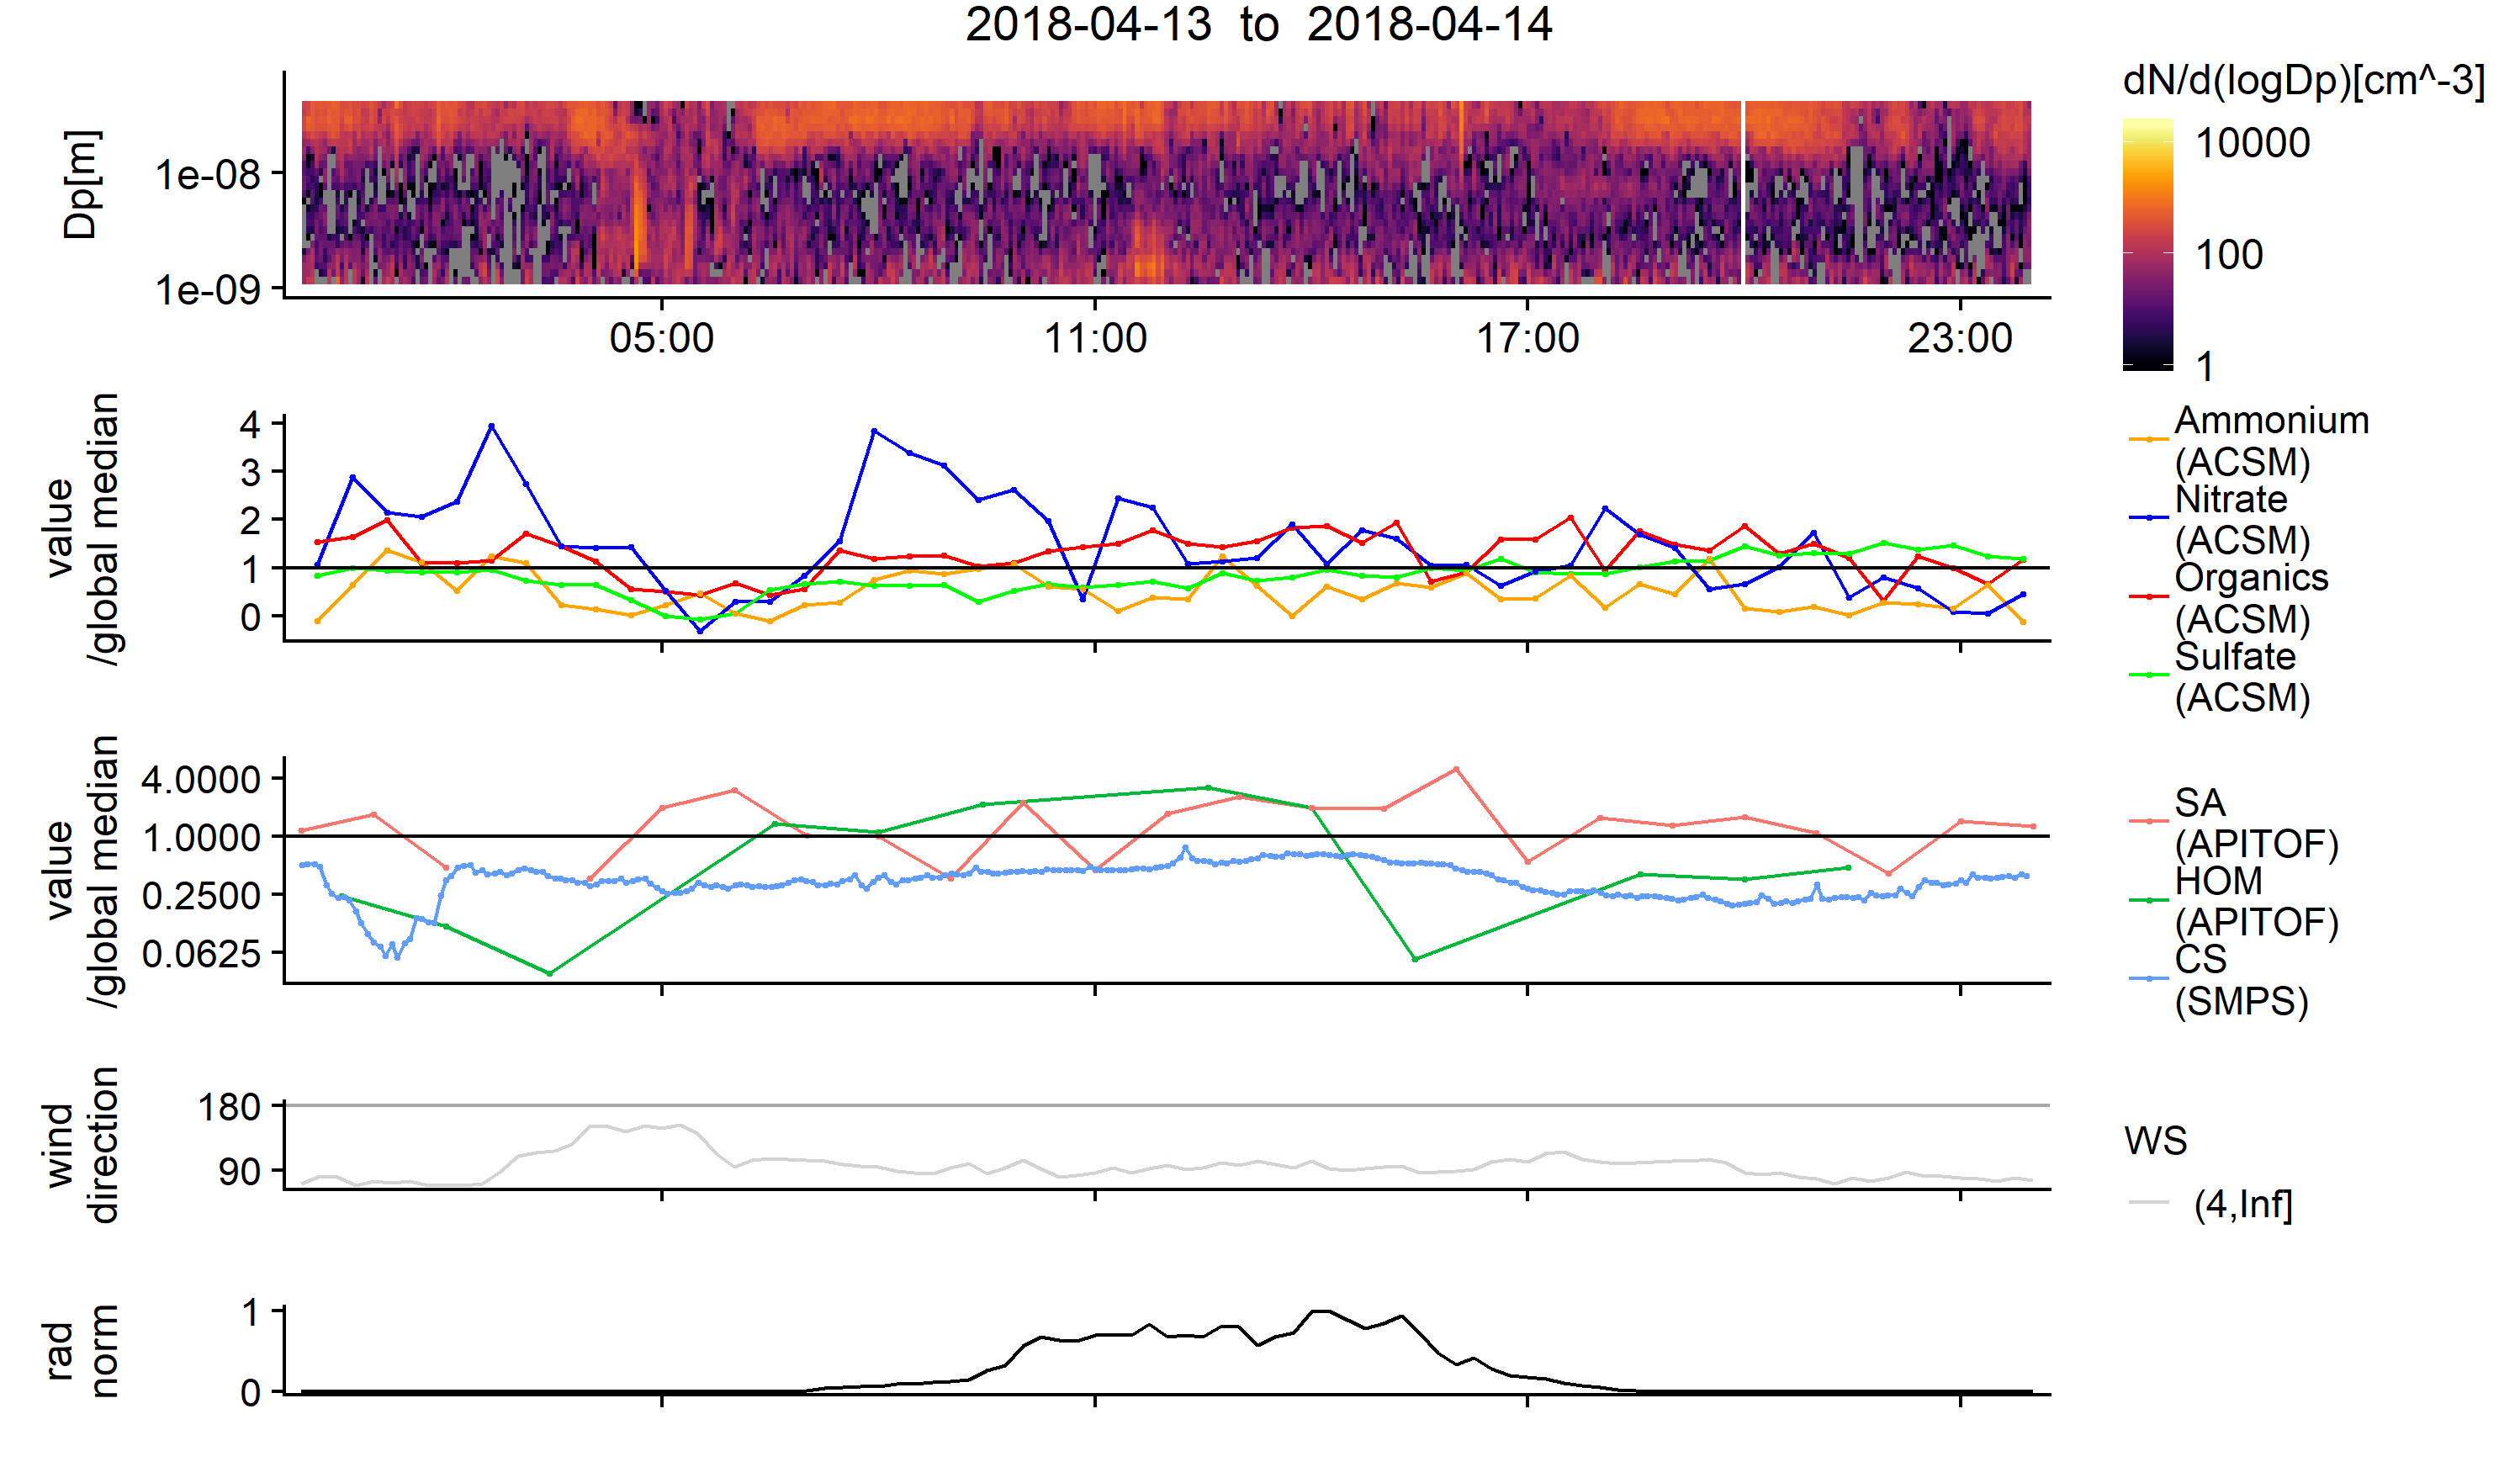 2018-04-13 to 2018-04-14
Dp[m]
1e-08
1e-09
05:00
11:00
17:00
23:00
dN/d(logDp)[cm^-3]
10000
100
1
value
/global median
4
3
2
1
0
Ammonium
(ACSM)
Nitrate
(ACSM)
Organics
(ACSM)
Sulfate
(ACSM)
value
/global median
4.0000
1.0000
0.2500
0.0625
SA
(APITOF)
HOM
(APITOF)
CS
(SMPS)
wind
direction
180
90
WS
(4,Inf]
rad
norm
1
0